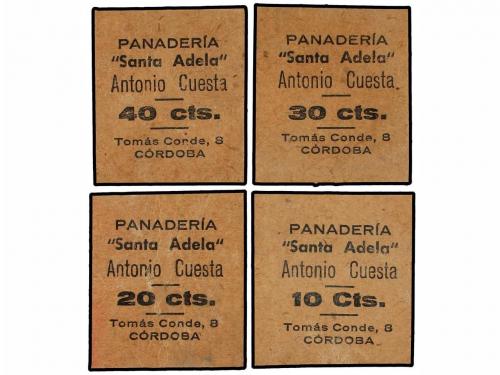 PANADERÍA
"Santa Adela"
Antonio Cuesta
40 cts.
Tomás Conde, 8
CÓRDOBA
PANADERÍA
"Santa Adela"
Antonio Cuesta
30 cts.
Tomás Conde, 8
CÓRDOBA
PANADERÍA
"Santa Adela"
Antonio Cuesta
20 cts.
Tomás Conde, 8
CÓRDOBA
PANADERÍA
"Santa Adela"
Antonio Cuesta
10 Cts.
Tomás Conde, 8
CÓRDOBA